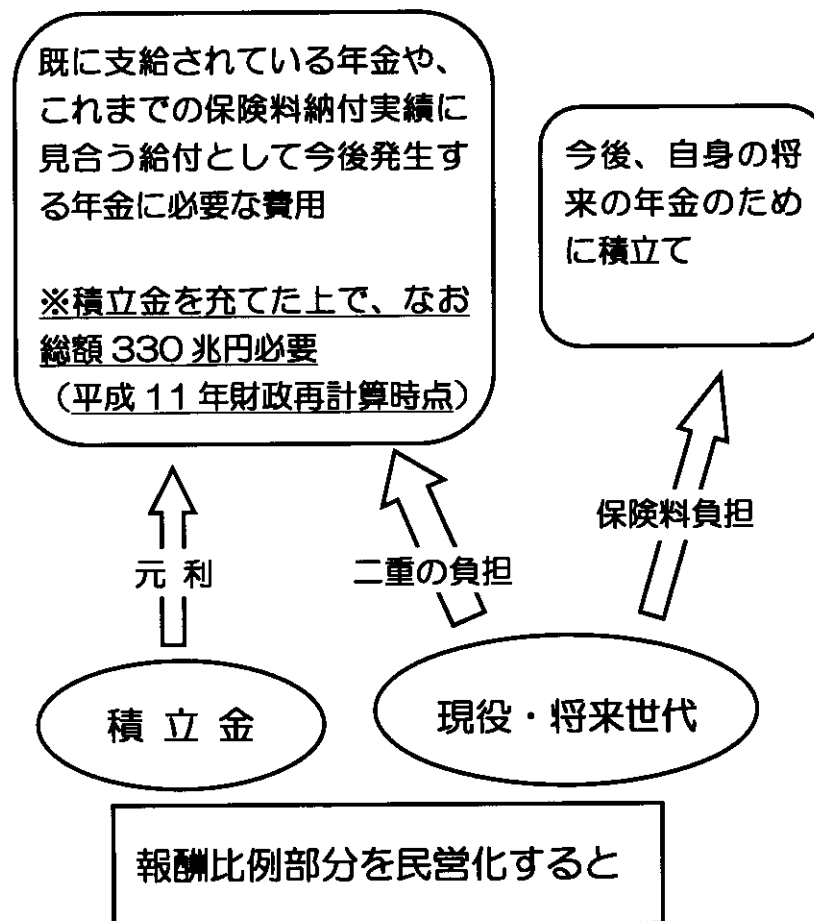 既に支給されている年金や、
これまでの保険料納付実績に
見合う給付として今後発生す
る年金に必要な費用
※積立金を充てた上で、なお
総額 330 兆円必要
（平成 11 年財政再計算時点）
今後、自身の将
来の年金のため
に積立て
元 利
二重の負担
保険料負担
積 立 金
現役・将来世代
報酬比例部分を民営化すると